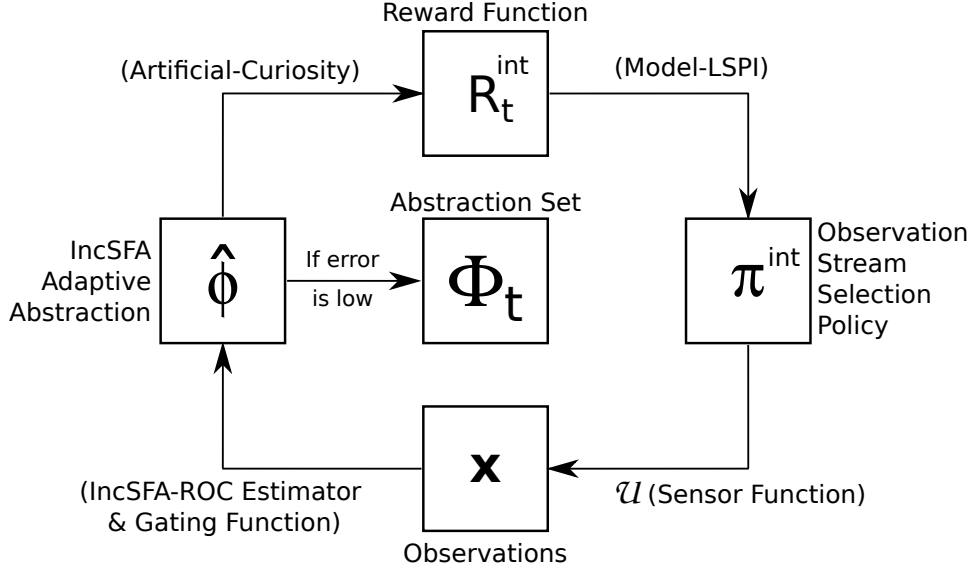 Reward Function
(Artificial-Curiosity)
R_t^int
(Model-LSPI)
Abstraction Set
IncSFA
Adaptive
Abstraction
ϕ̂
If error
is low
Φ_t
π^int
Observation
Stream
Selection
Policy
x
(IncSFA-ROC Estimator
& Gating Function)
𝒰 (Sensor Function)
Observations